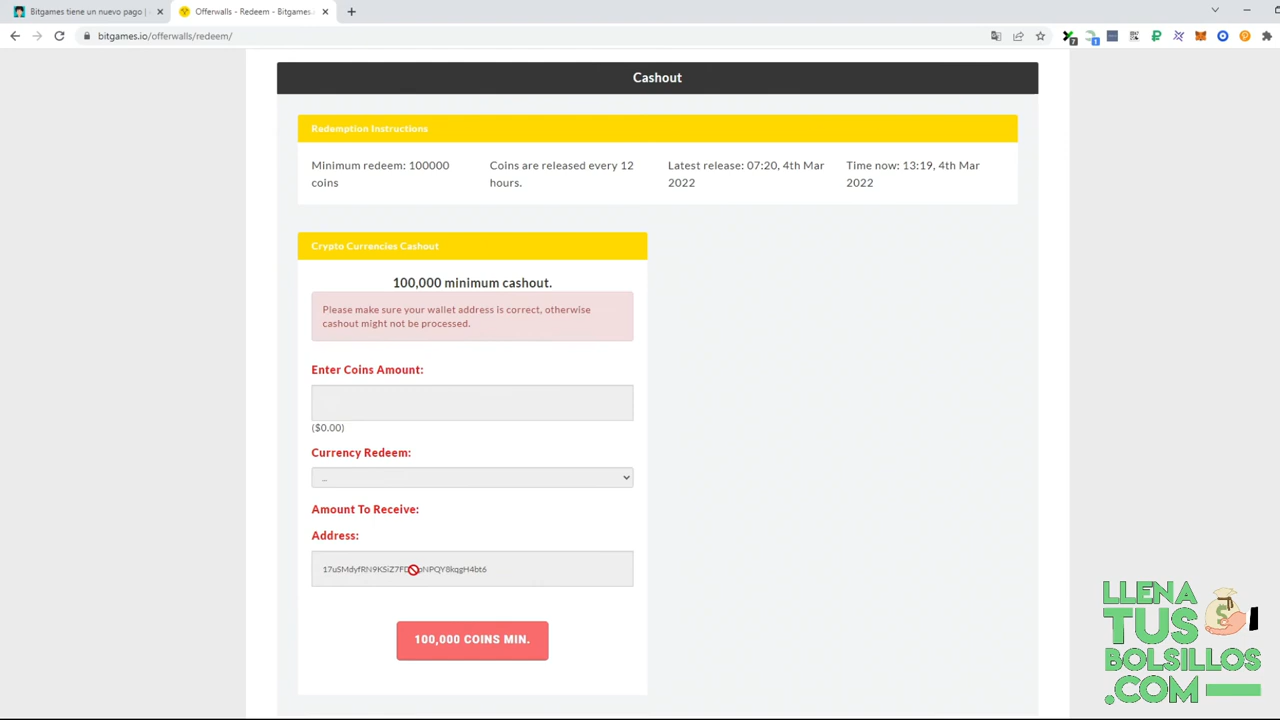 Bitgames tiene un nuevo pago |
Offerwalls - Redeem - Bitgames
bitgames.io/offerwalls/redeem/
7
1
Cashout
Redemption Instructions
Minimum redeem: 100000 coins
Coins are released every 12 hours.
Latest release: 07:20, 4th Mar 2022
Time now: 13:19, 4th Mar 2022
Crypto Currencies Cashout
100,000 minimum cashout.
Please make sure your wallet address is correct, otherwise
cashout might not be processed.
Enter Coins Amount:
($0.00)
Currency Redeem:
...
Amount To Receive:
Address:
100,000 COINS MIN.
LLENA
TUS
BOLSILLOS
.COM